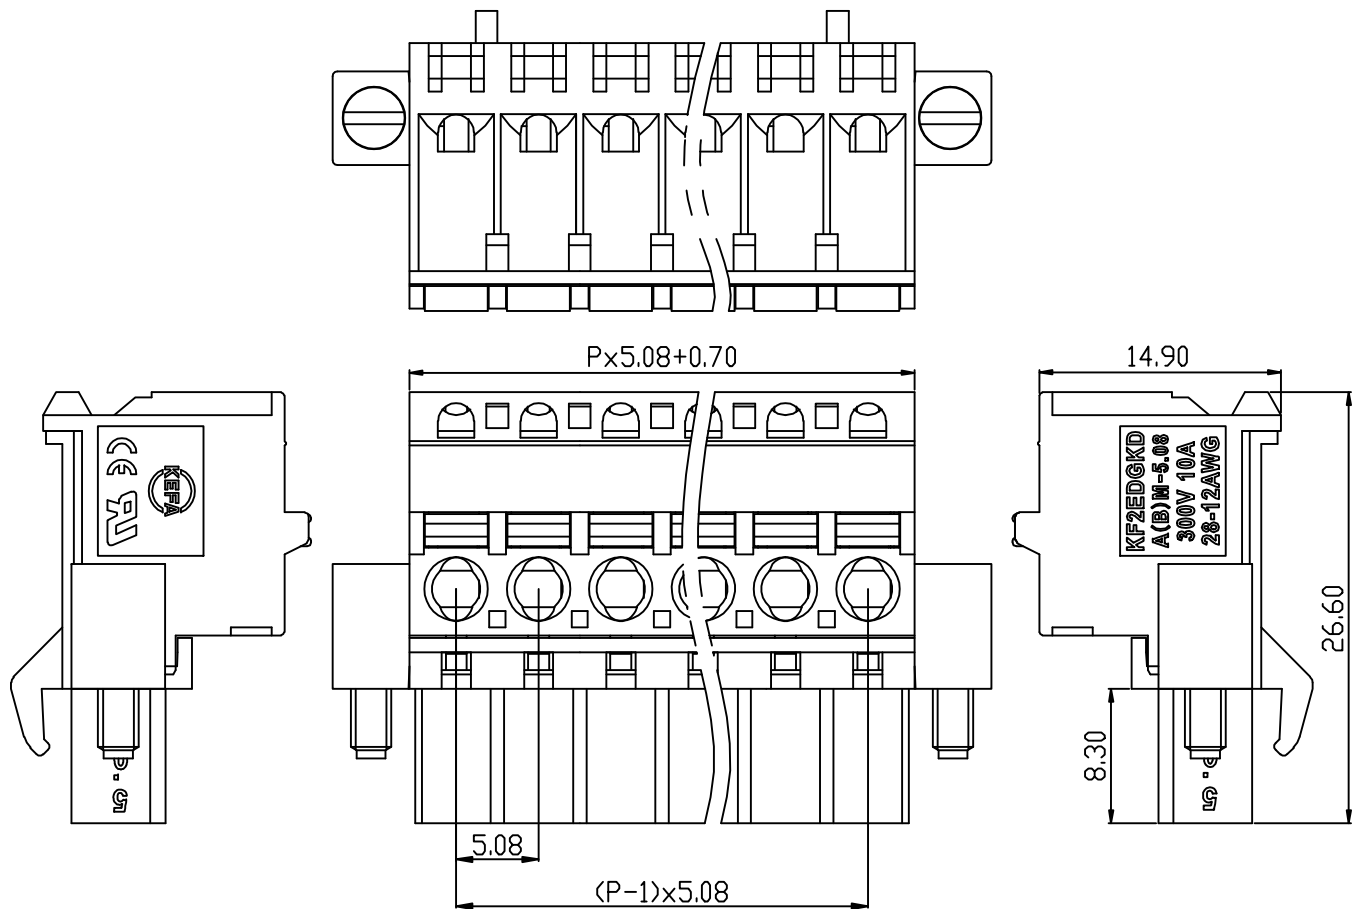 Px5.08+0.70
14.90
CE
KEFA
KF2EDGKD
A(B)M-5.08
300V 10A
28-12AWG
26.60
8.30
5.08
(P-1)x5.08